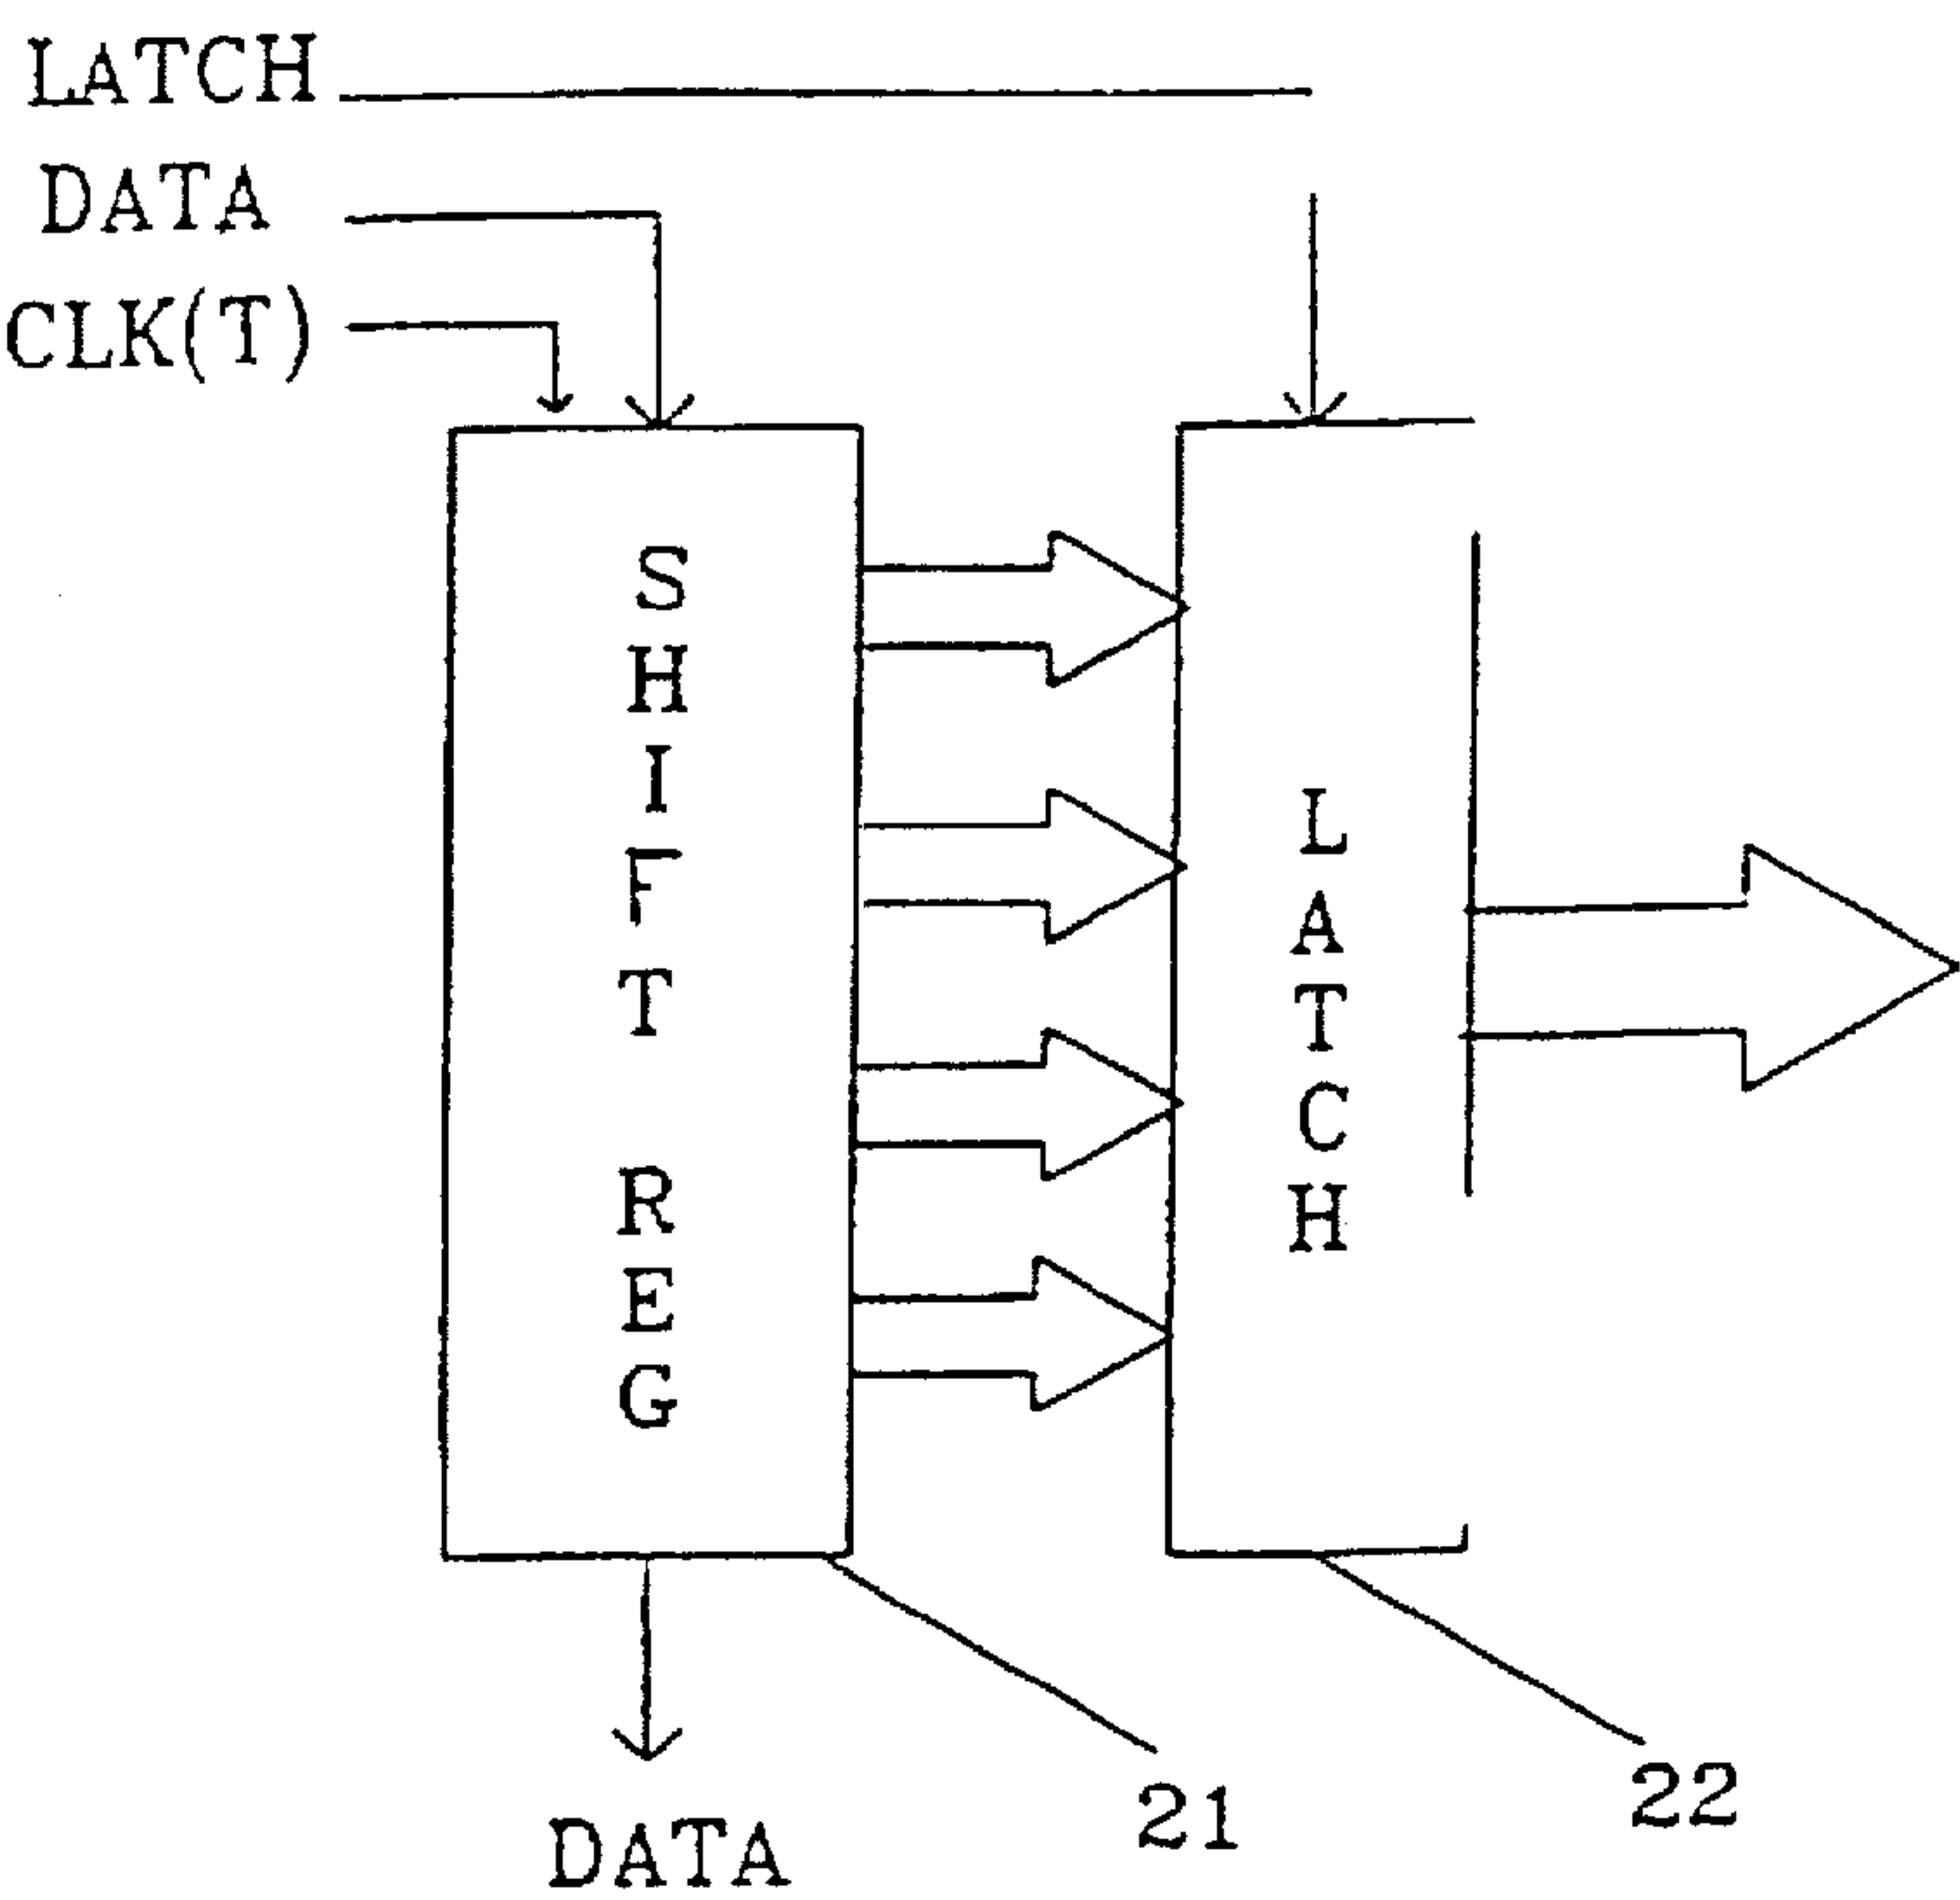 LATCH
DATA
CLK(T)
SHIFT REG
LATCH
21
22
DATA